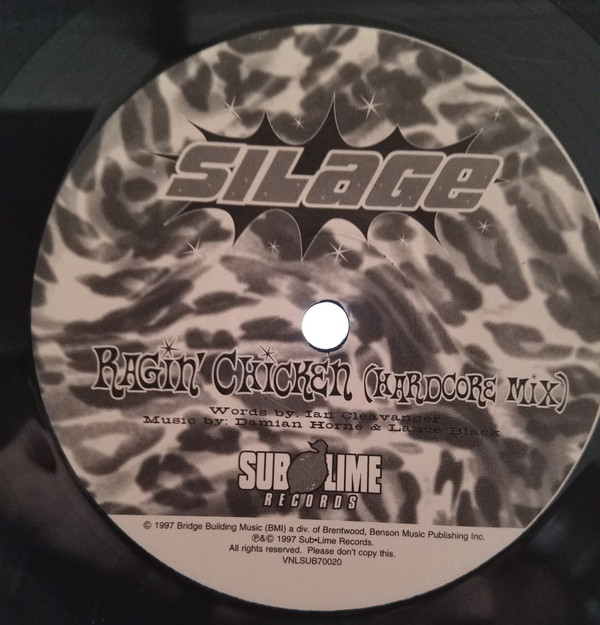 SILAGE
RAGIN' CHICKEN (HARDCORE MIX)
Words by: Ian Cleavanger
Music by: Damian Horne & Lance Black
SUB LIME
RECORDS
© 1997 Bridge Building Music (BMI) a div. of Brentwood, Benson Music Publishing Inc.
℗&© 1997 Sub•Lime Records.
All rights reserved. Please don't copy this.
VNLSUB70020